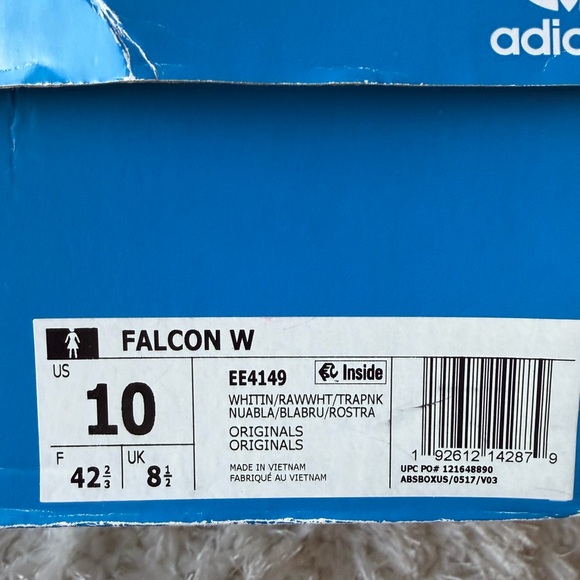 adidas
FALCON W
US
10
F 42 2/3
UK 8 1/2
EE4149
Inside
WHITIN/RAWWHT/TRAPNK
NUABLA/BLABRU/ROSTRA
ORIGINALS
ORIGINALS
MADE IN VIETNAM
FABRIQUÉ AU VIETNAM
1 92612 14287 9
UPC PO# 121648890
ABSBOXUS/0517/V03